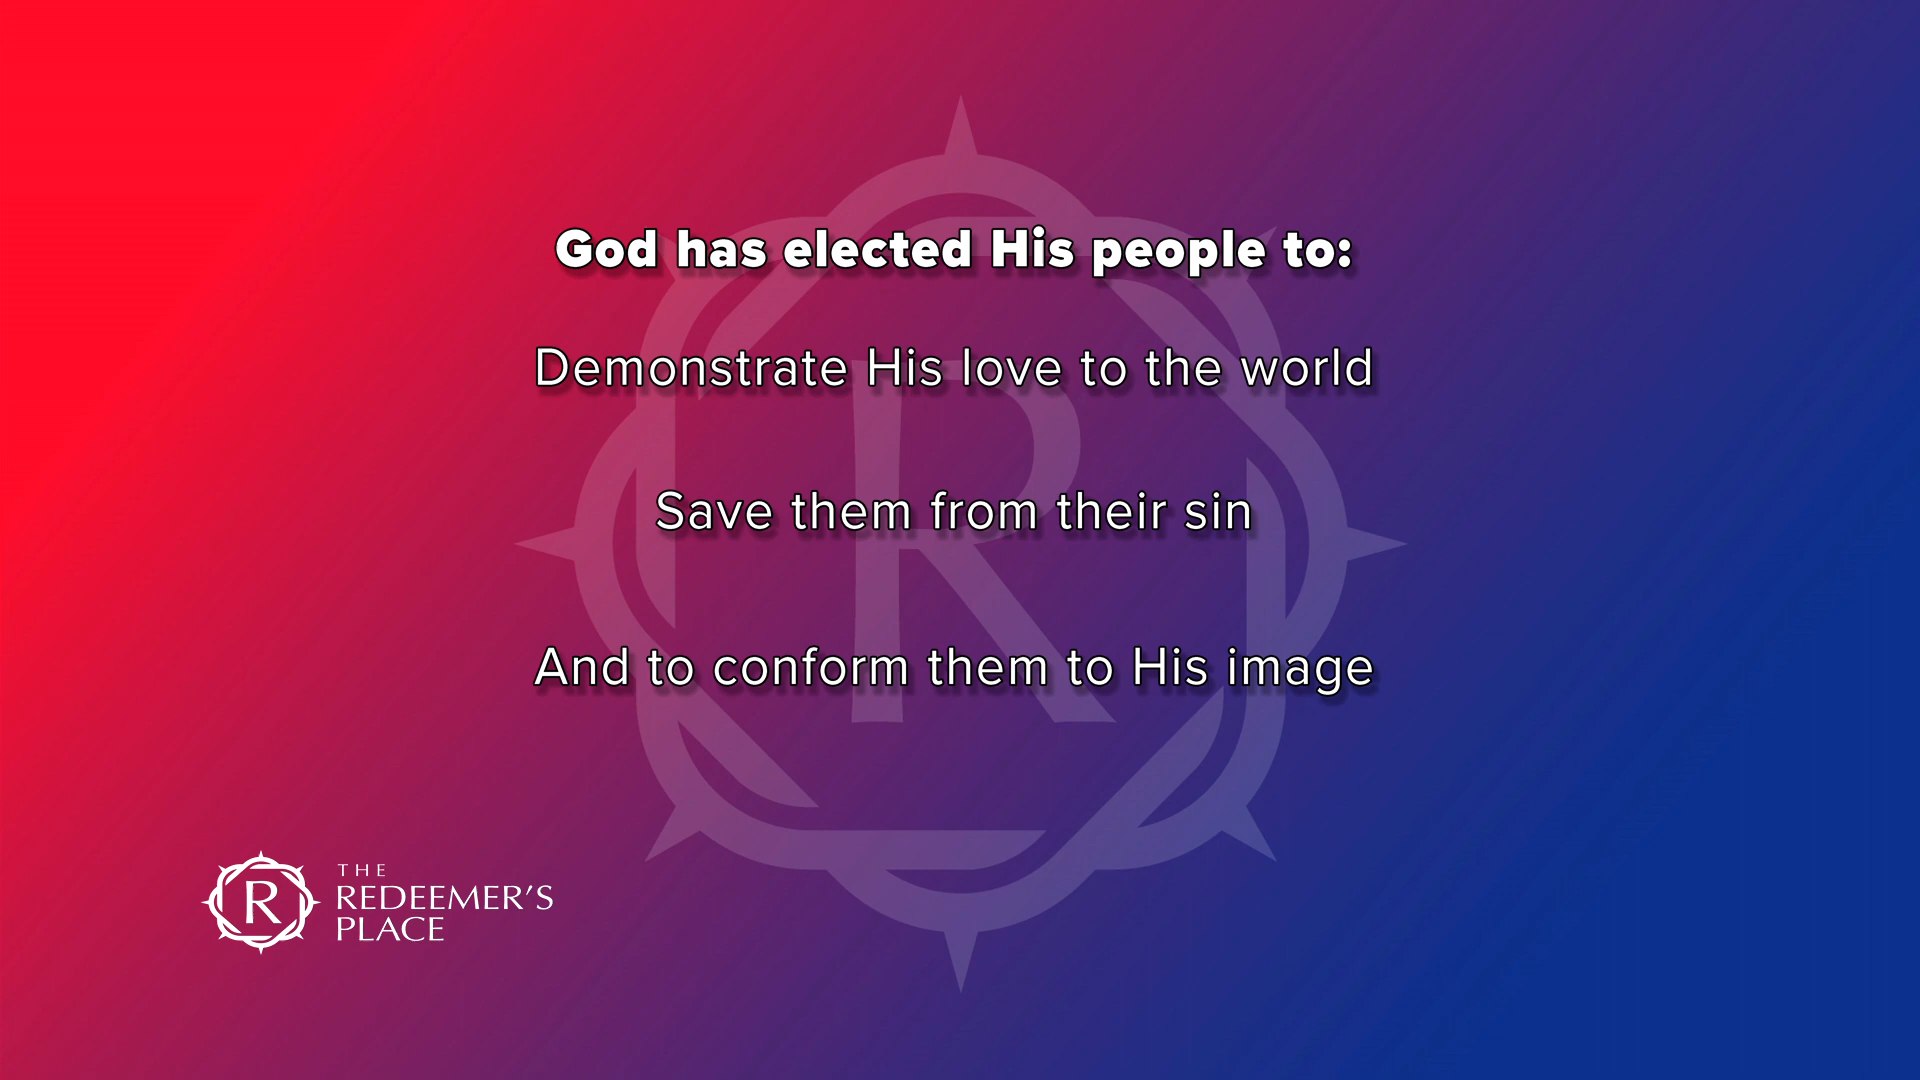 God has elected His people to:
Demonstrate His love to the world
Save them from their sin
And to conform them to His image
R
R
THE
REDEEMER'S
PLACE